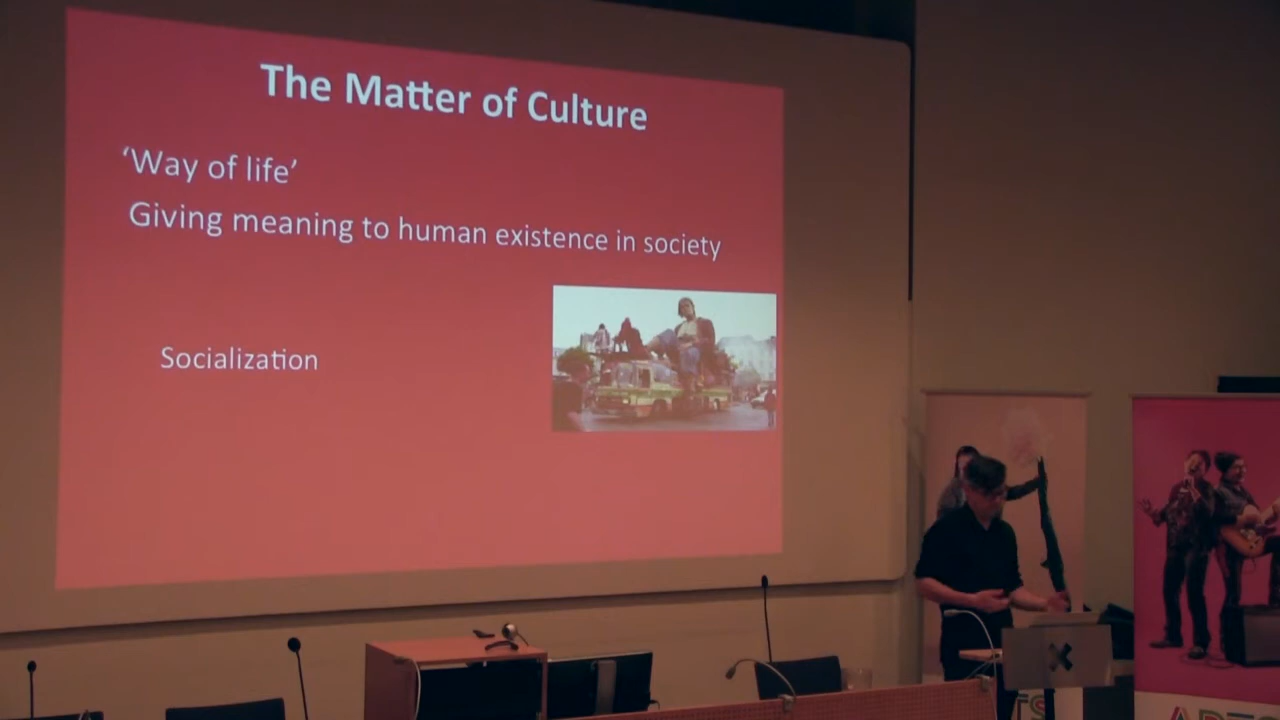 The Matter of Culture
‘Way of life’
Giving meaning to human existence in society
Socialization